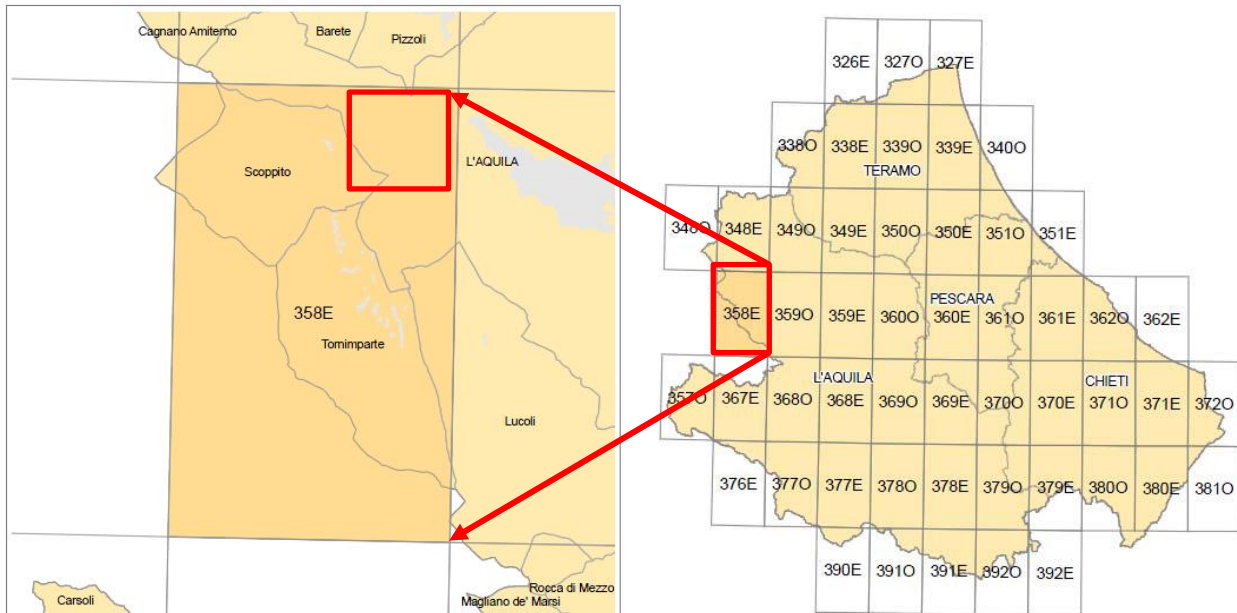 Cagnano Amiterno
Barete
Pizzoli
Scoppito
L'AQUILA
358E
Tornimparte
Lucoli
Rocca di Mezzo
Carsoli
Magliano de' Marsi
326E 327O 327E
338O 338E 339O 339E 340O
TERAMO
348O 348E 349O 349E 350O 350E 351O 351E
PESCARA
358E 359O 359E 360O 360E 361O 361E 362O 362E
L'AQUILA
CHIETI
357O 367E 368O 368E 369O 369E 370O 370E 371O 371E 372O
376E 377O 377E 378O 378E 379O 379E 380O 380E 381O
390E 391O 391E 392O 392E